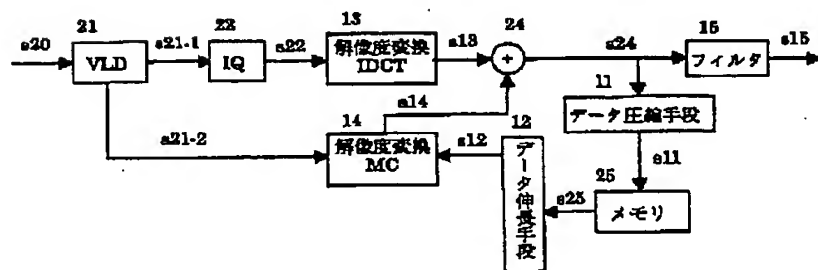 21
22
13
24
15
s20
VLD
s21-1
IQ
s22
解像度変換
IDCT
s13
+
s24
フィルタ
s15
11
データ圧縮手段
s14
14
解像度変換
MC
s21-2
s12
12
データ伸長手段
s11
25
メモリ
s25